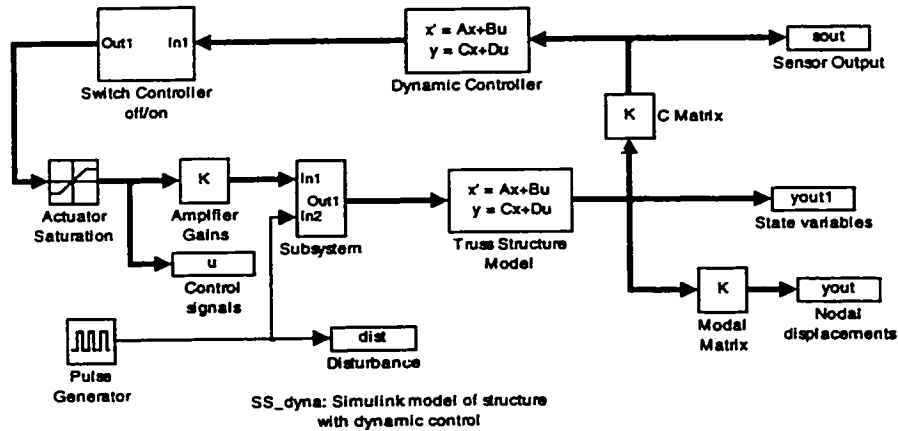 Out1
In1
Switch Controller
off/on
x' = Ax+Bu
y = Cx+Du
Dynamic Controller
sout
Sensor Output
K
C Matrix
Actuator
Saturation
K
Amplifier
Gains
In1
Out1
In2
Subsystem
x' = Ax+Bu
y = Cx+Du
Truss Structure
Model
yout1
State variables
u
Control
signals
K
Modal
Matrix
yout
Nodal
displacements
Pulse
Generator
dist
Disturbance
SS_dyna: Simulink model of structure
with dynamic control